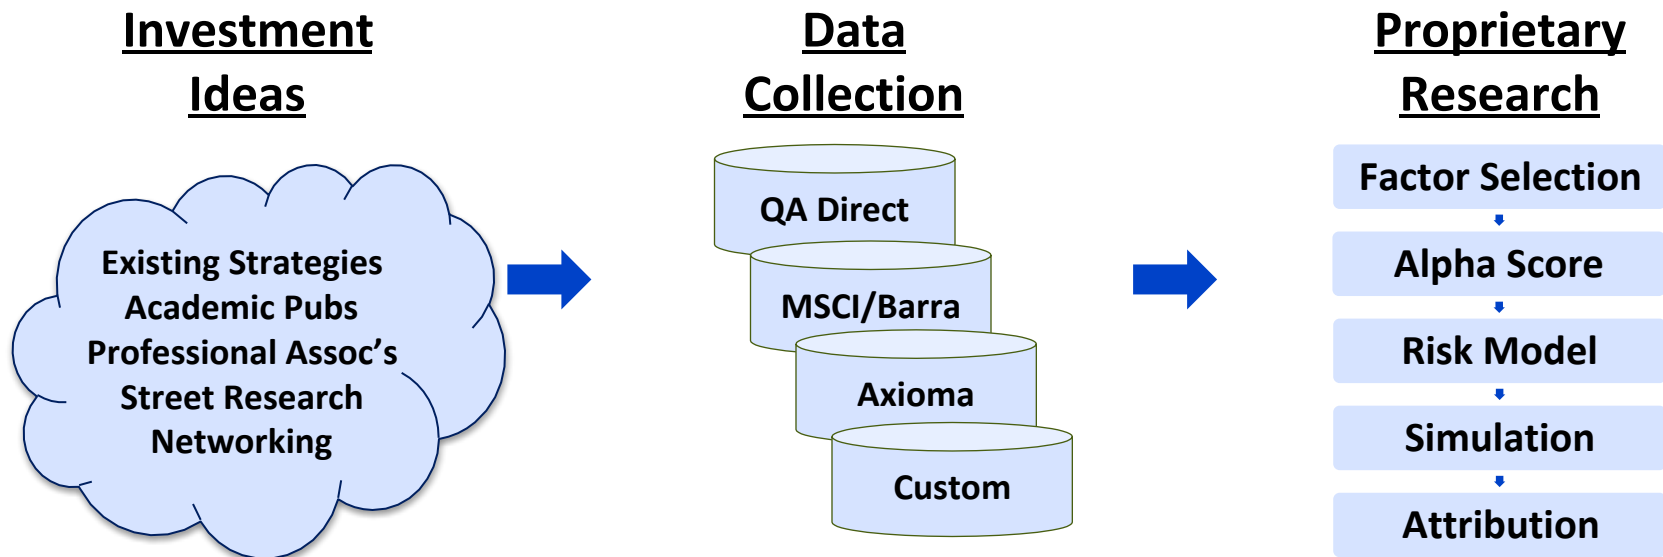 Investment
Ideas
Existing Strategies
Academic Pubs
Professional Assoc’s
Street Research
Networking
Data
Collection
QA Direct
MSCI/Barra
Axioma
Custom
Proprietary
Research
Factor Selection
Alpha Score
Risk Model
Simulation
Attribution